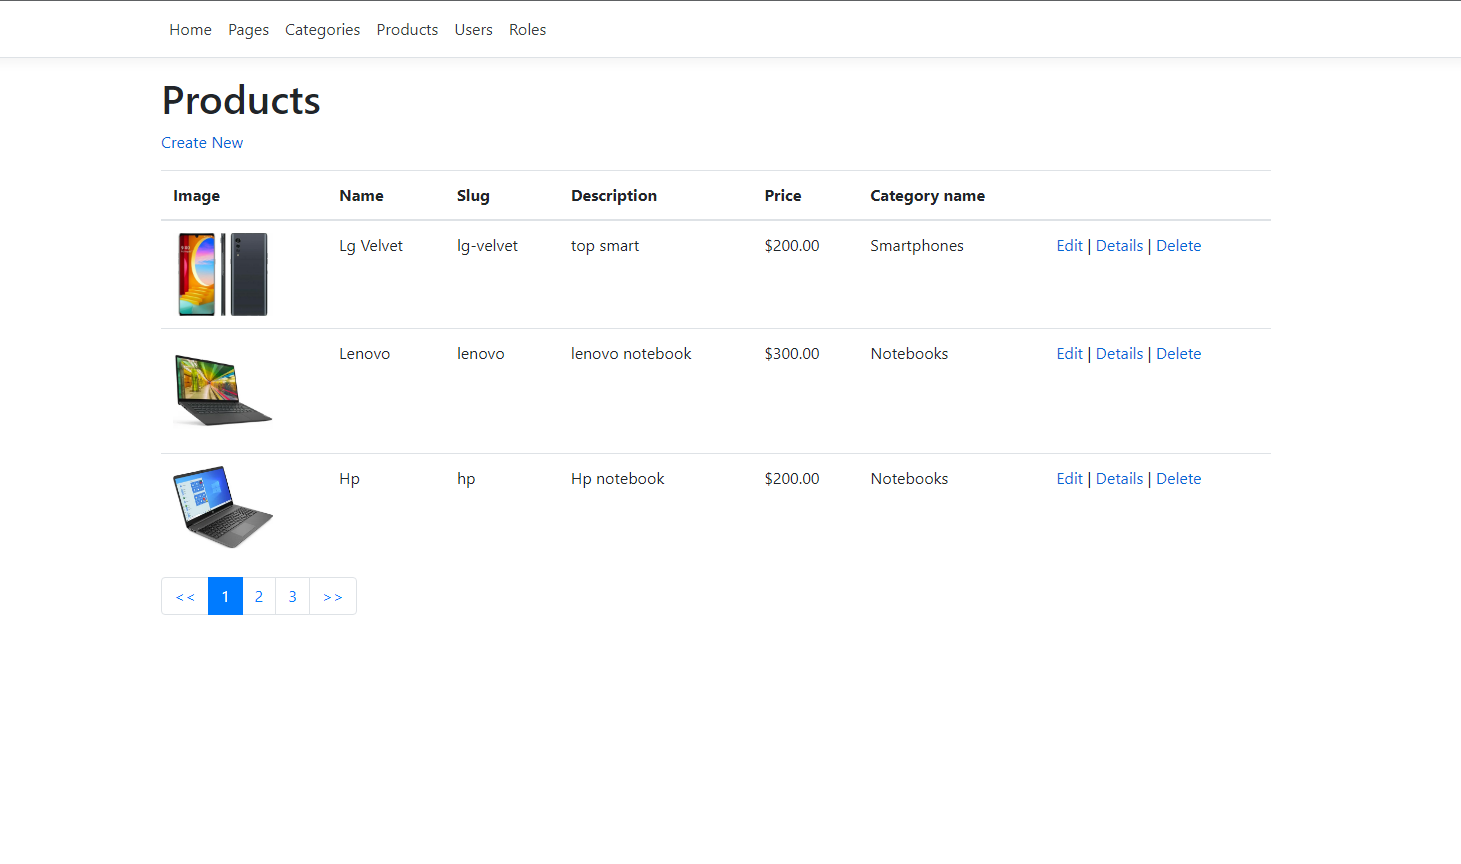 Home Pages Categories Products Users Roles
Products
Create New
Image Name Slug Description Price Category name
Lg Velvet lg-velvet top smart $200.00 Smartphones Edit | Details | Delete
Lenovo lenovo lenovo notebook $300.00 Notebooks Edit | Details | Delete
Hp hp Hp notebook $200.00 Notebooks Edit | Details | Delete
<< 1 2 3 >>